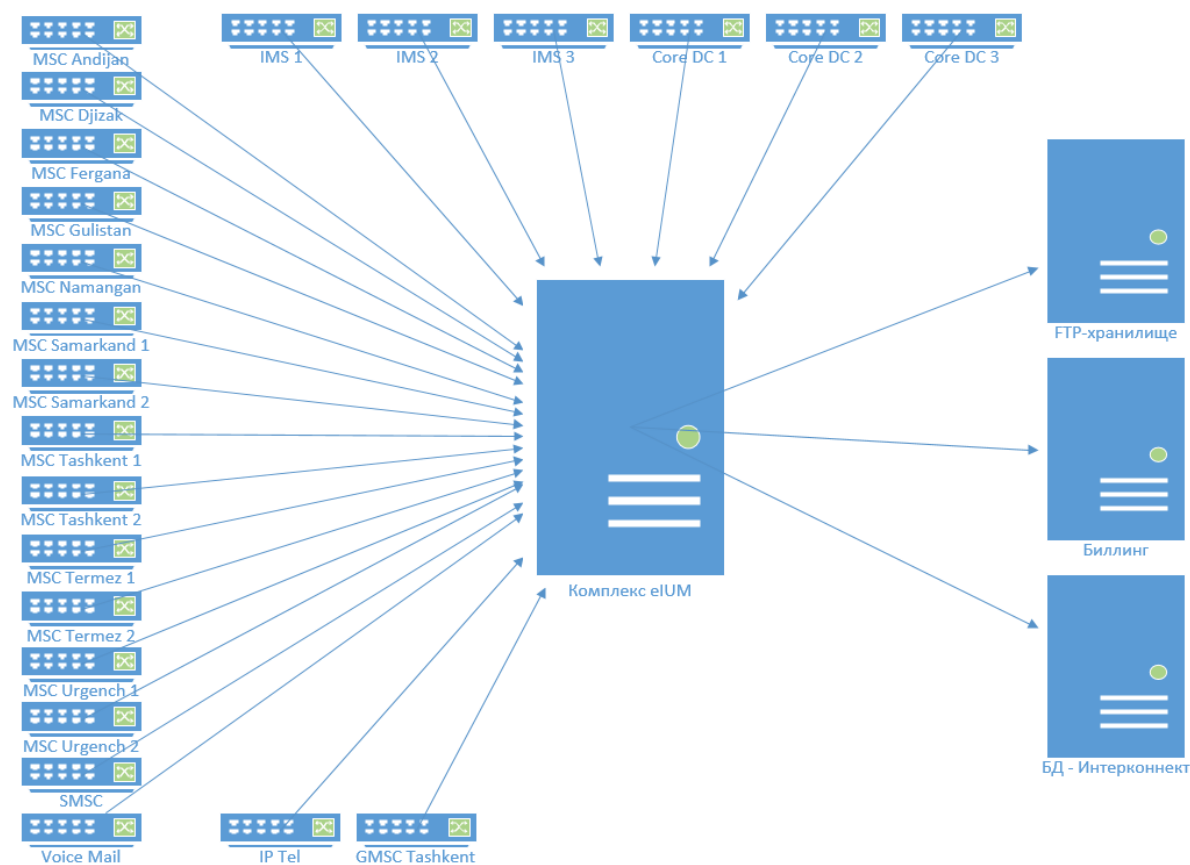 MSC Andijan
IMS 1
IMS 2
IMS 3
Core DC 1
Core DC 2
Core DC 3
MSC Djizak
MSC Fergana
MSC Gulistan
MSC Namangan
MSC Samarkand 1
MSC Samarkand 2
MSC Tashkent 1
MSC Tashkent 2
MSC Termez 1
MSC Termez 2
MSC Urgench 1
MSC Urgench 2
SMSC
Voice Mail
IP Tel
GMSC Tashkent
Комплекс eIUM
FTP-хранилище
Биллинг
БД - Интерконнект